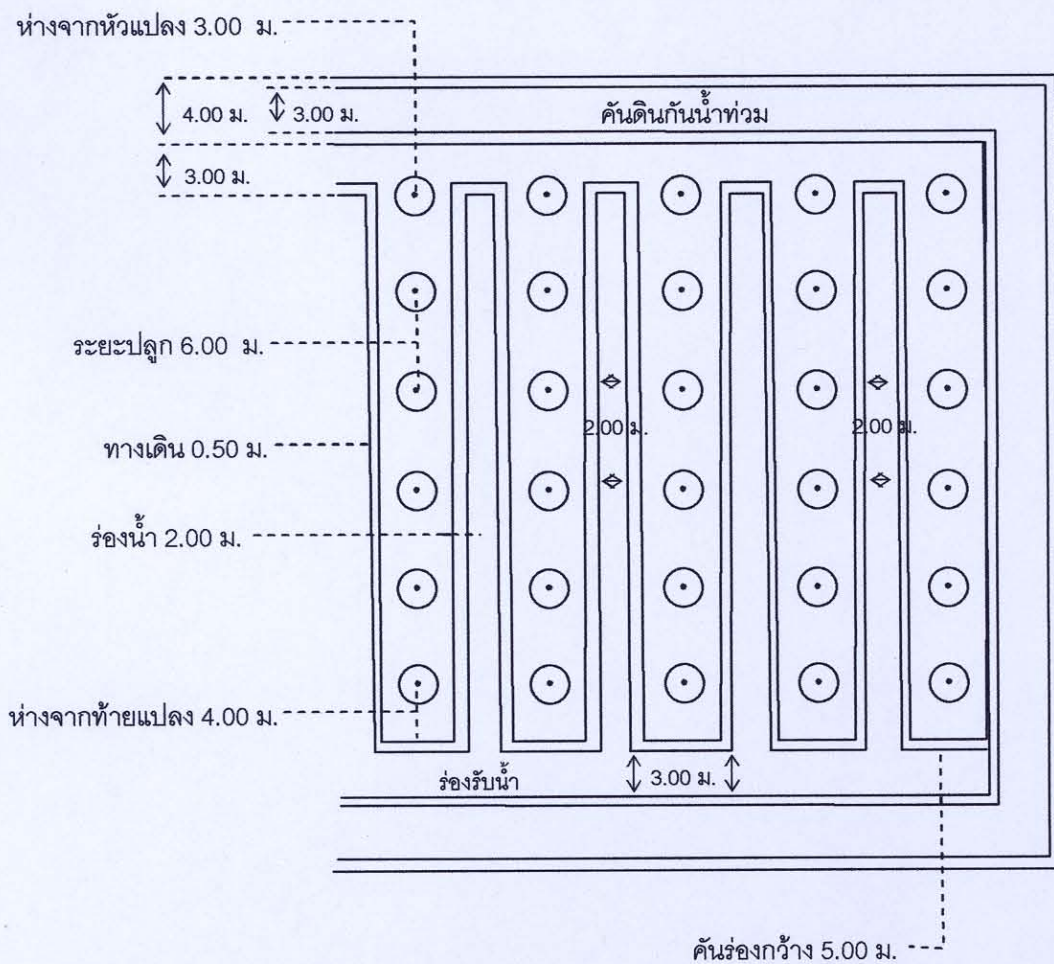 ห่างจากหัวแปลง 3.00 ม.
4.00 ม.
3.00 ม.
คันดินกันน้ำท่วม
3.00 ม.
ระยะปลูก 6.00 ม.
ทางเดิน 0.50 ม.
2.00 ม.
2.00 ม.
ร่องน้ำ 2.00 ม.
ห่างจากท้ายแปลง 4.00 ม.
ร่องรับน้ำ
3.00 ม.
คันร่องกว้าง 5.00 ม.